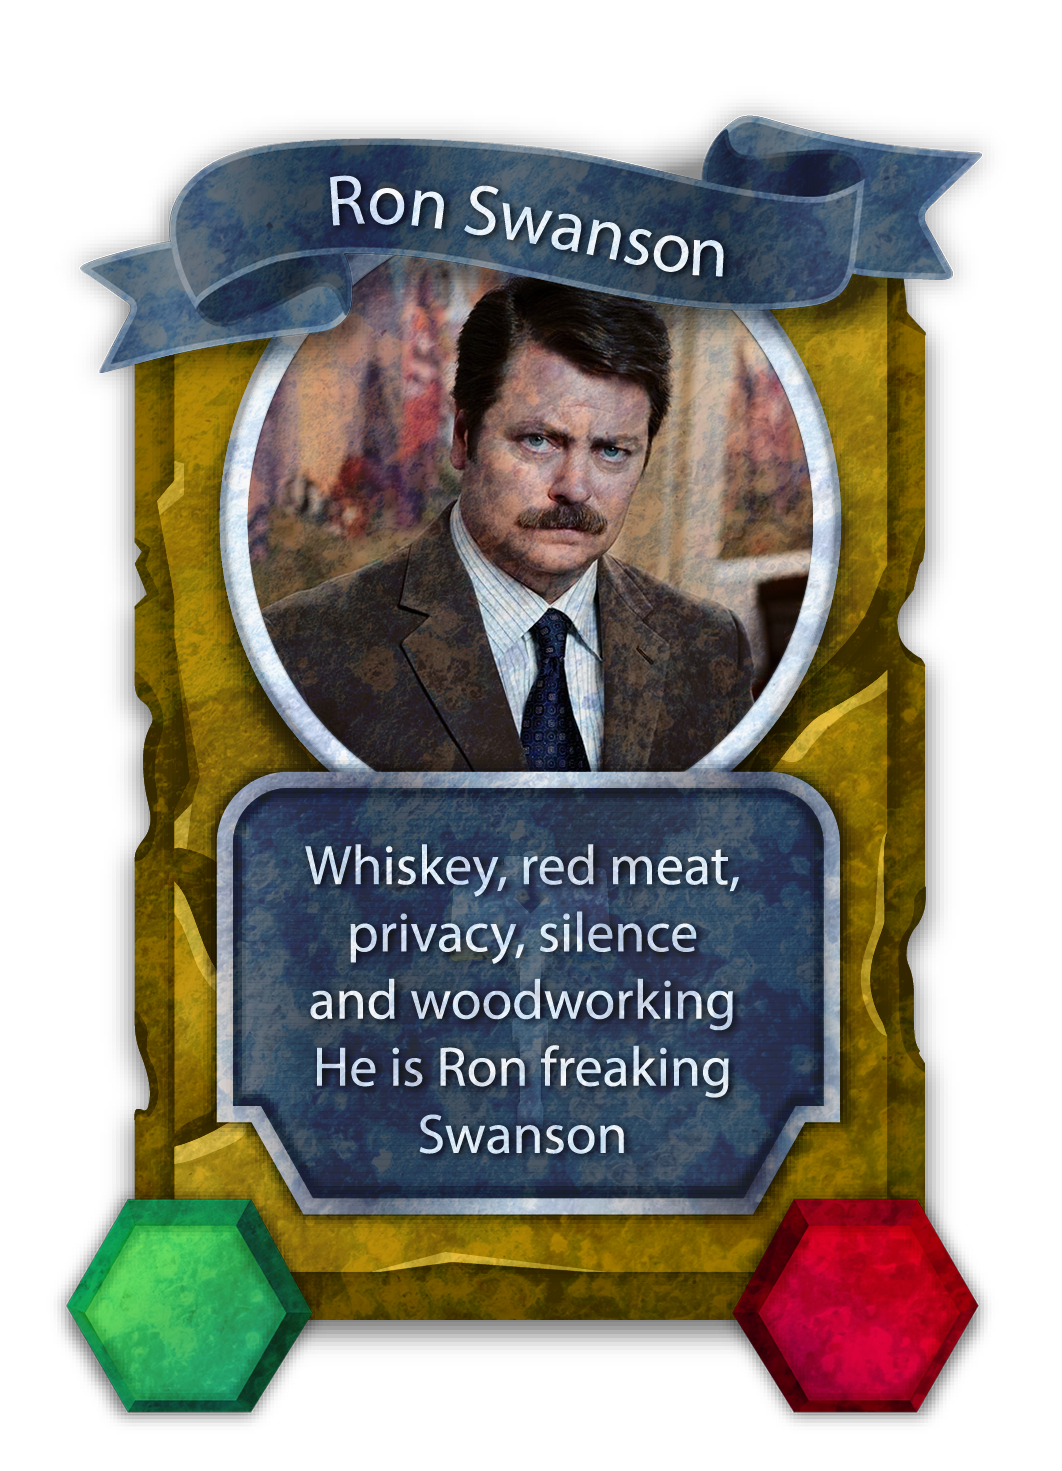 Ron Swanson
Whiskey, red meat,
privacy, silence
and woodworking
He is Ron freaking
Swanson